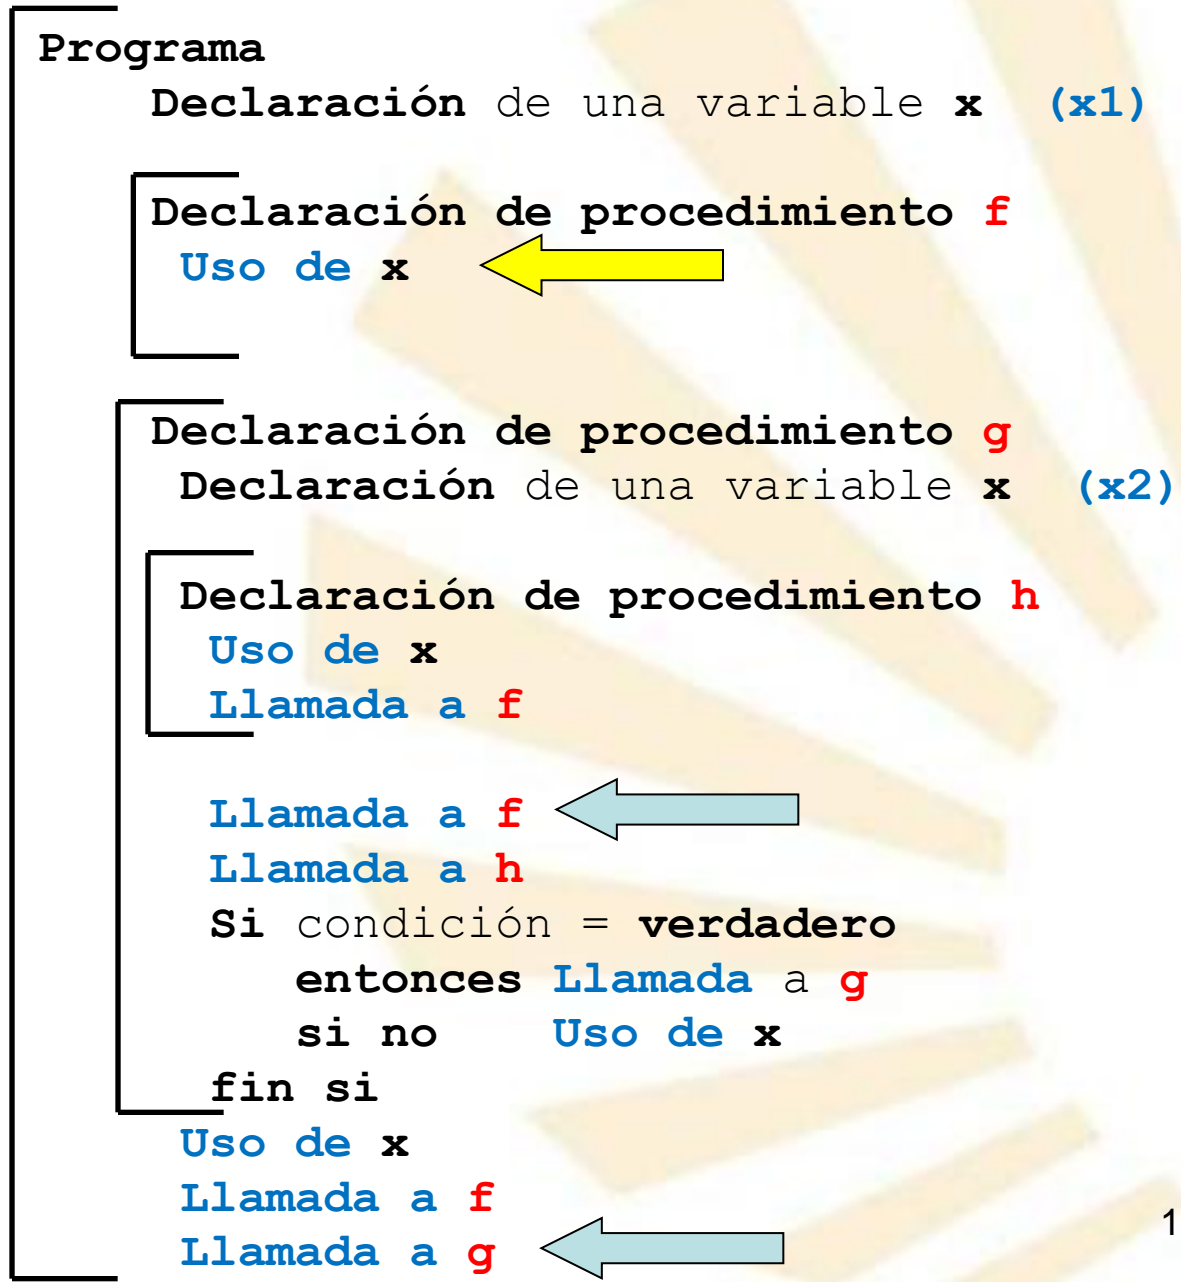 Programa
Declaración de una variable x (x1)
Declaración de procedimiento f
Uso de x
Declaración de procedimiento g
Declaración de una variable x (x2)
Declaración de procedimiento h
Uso de x
Llamada a f
Llamada a f
Llamada a h
Si condición = verdadero
entonces Llamada a g
si no Uso de x
fin si
Uso de x
Llamada a f
Llamada a g
1